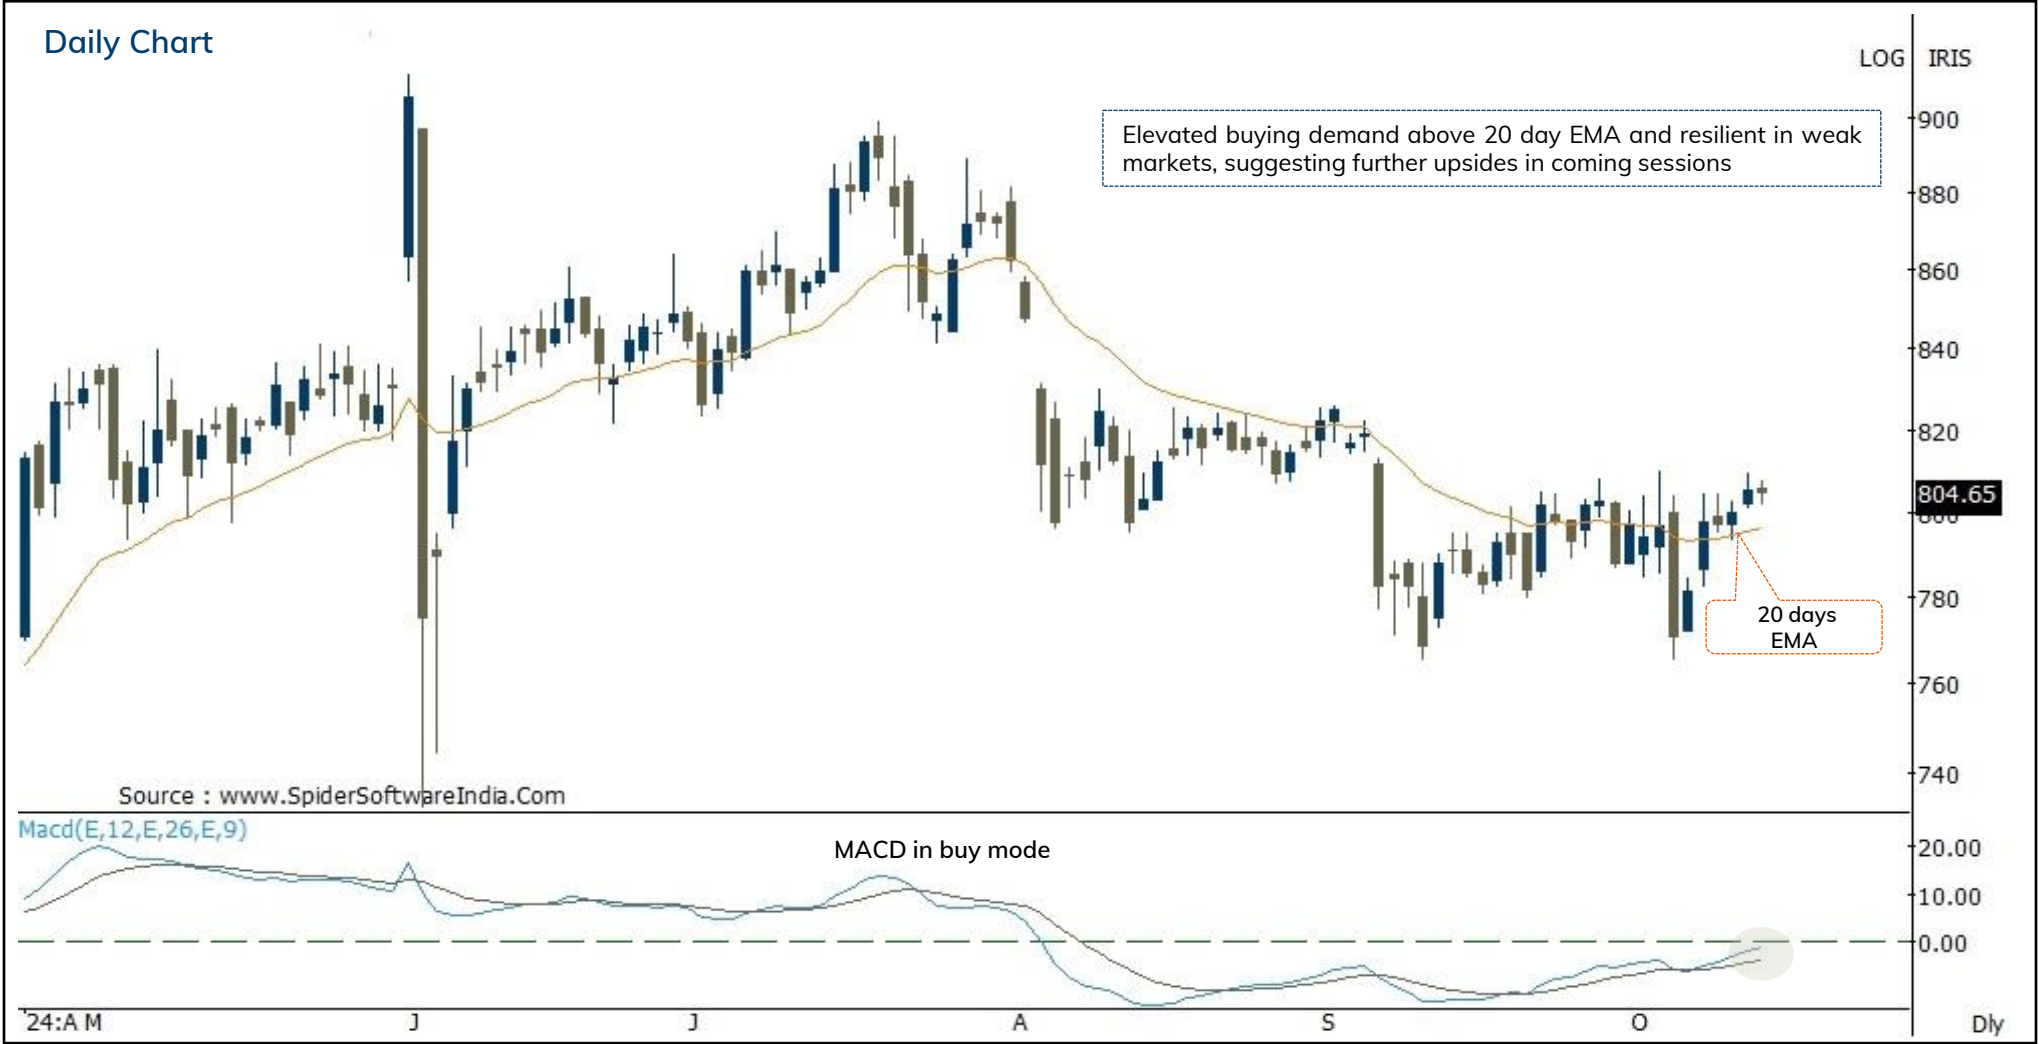 Daily Chart
LOG IRIS
Elevated buying demand above 20 day EMA and resilient in weak
markets, suggesting further upsides in coming sessions
900
880
860
840
820
804.65
800
780
760
740
20 days
EMA
Source : www.SpiderSoftwareIndia.Com
Macd(E,12,E,26,E,9)
MACD in buy mode
20.00
10.00
0.00
'24:A M J J A S O Dly